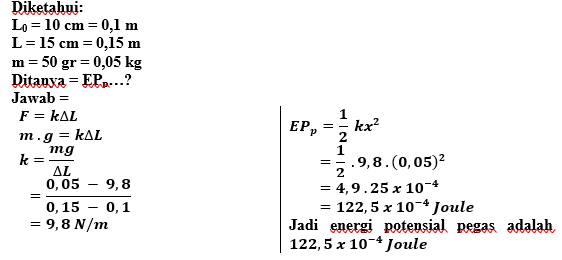 Diketahui:
L₀ = 10 cm = 0,1 m
L = 15 cm = 0,15 m
m = 50 gr = 0,05 kg
Ditanya = EPₚ…?
Jawab =
F = kΔL
m . g = kΔL
k = mg / ΔL
= 0,05 − 9,8 / 0,15 − 0,1
= 9,8 N/m
EPₚ = 1/2 kx²
= 1/2 . 9,8 . (0,05)²
= 4,9 . 25 x 10⁻⁴
= 122,5 x 10⁻⁴ Joule
Jadi energi potensial pegas adalah
122,5 x 10⁻⁴ Joule